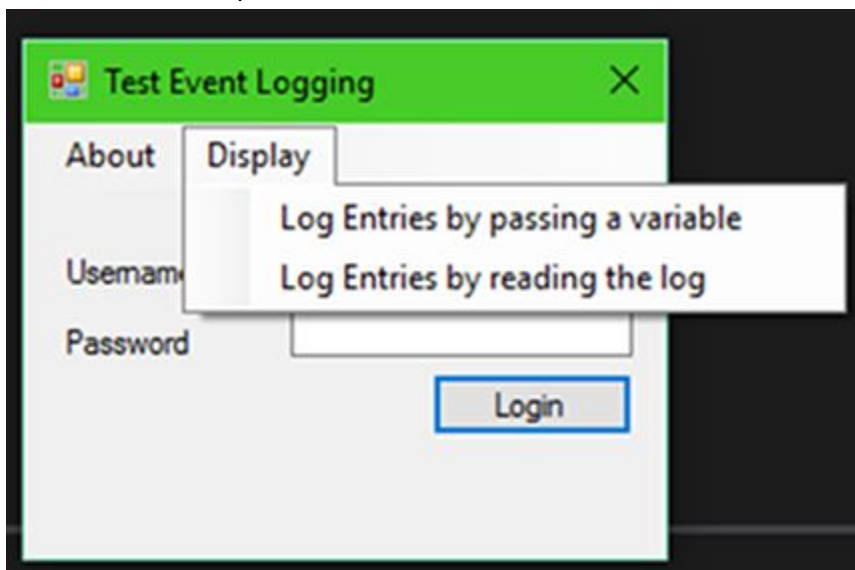 Test Event Logging
About Display
Log Entries by passing a variable
Log Entries by reading the log
Password
Login